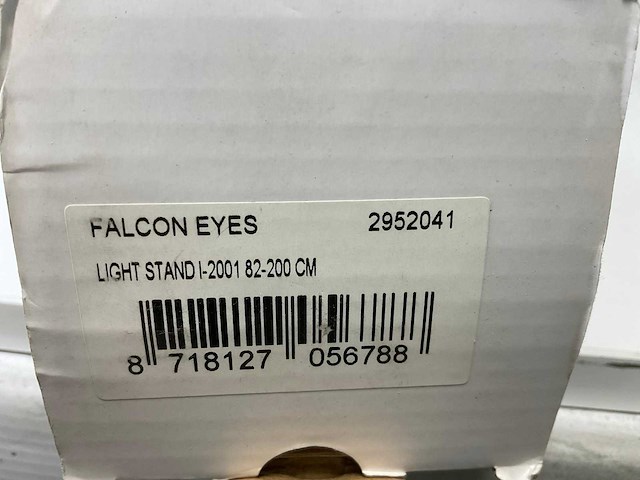 FALCON EYES 2952041
LIGHT STAND I-2001 82-200 CM
8 718127 056788